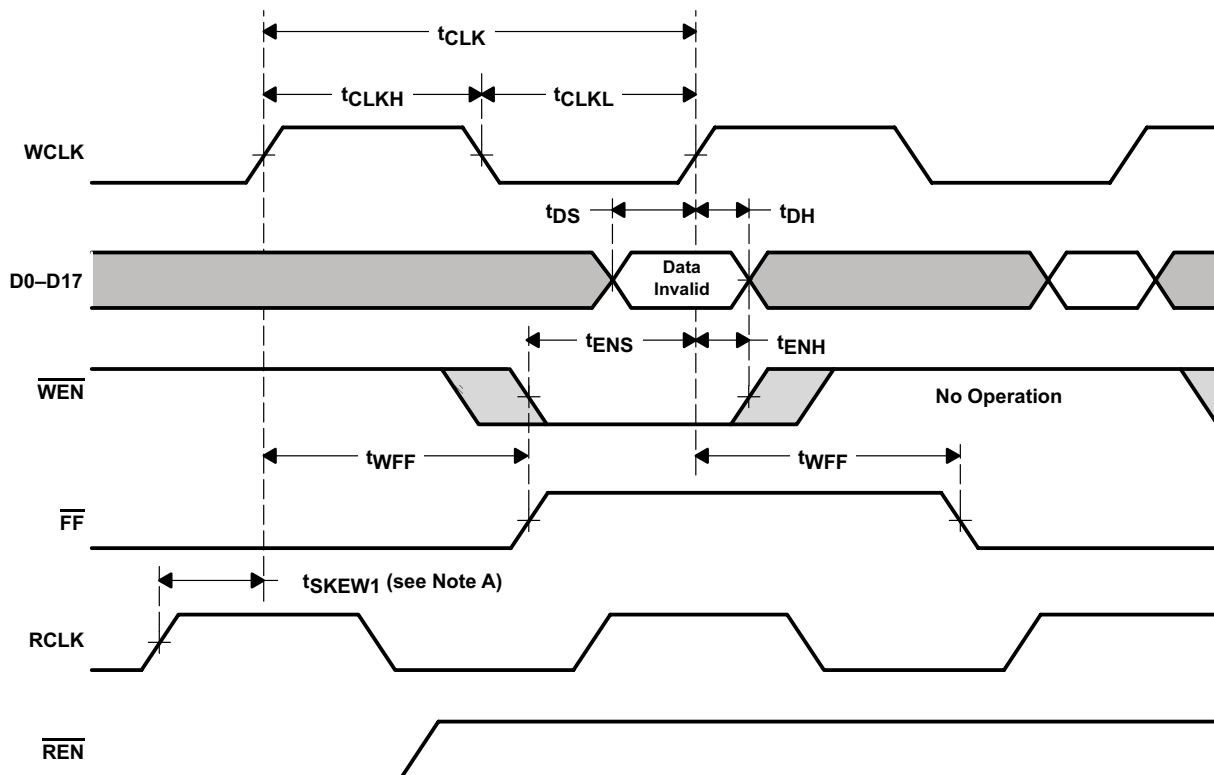 tCLK
tCLKH
tCLKL
WCLK
tDS
tDH
D0–D17
Data
Invalid
tENS
tENH
WEN
No Operation
tWFF
tWFF
FF
tSKEW1 (see Note A)
RCLK
REN